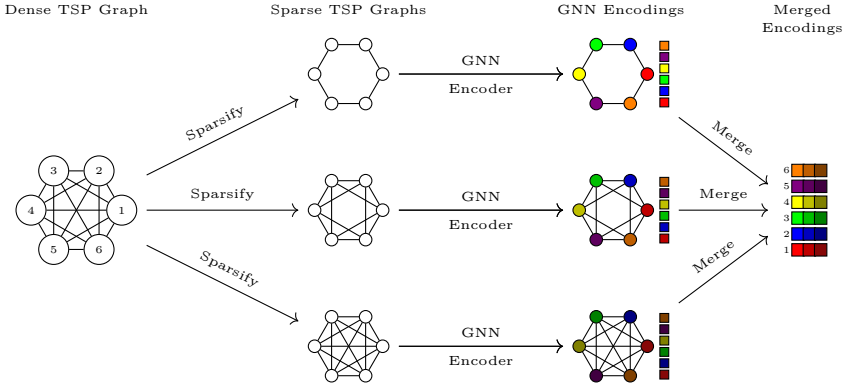 Dense TSP Graph
Sparse TSP Graphs
GNN Encodings
Merged
Encodings
GNN
Encoder
Sparsify
Merge
3
2
4
1
5
6
Sparsify
GNN
Encoder
Merge
6
5
4
3
2
1
Sparsify
Merge
GNN
Encoder